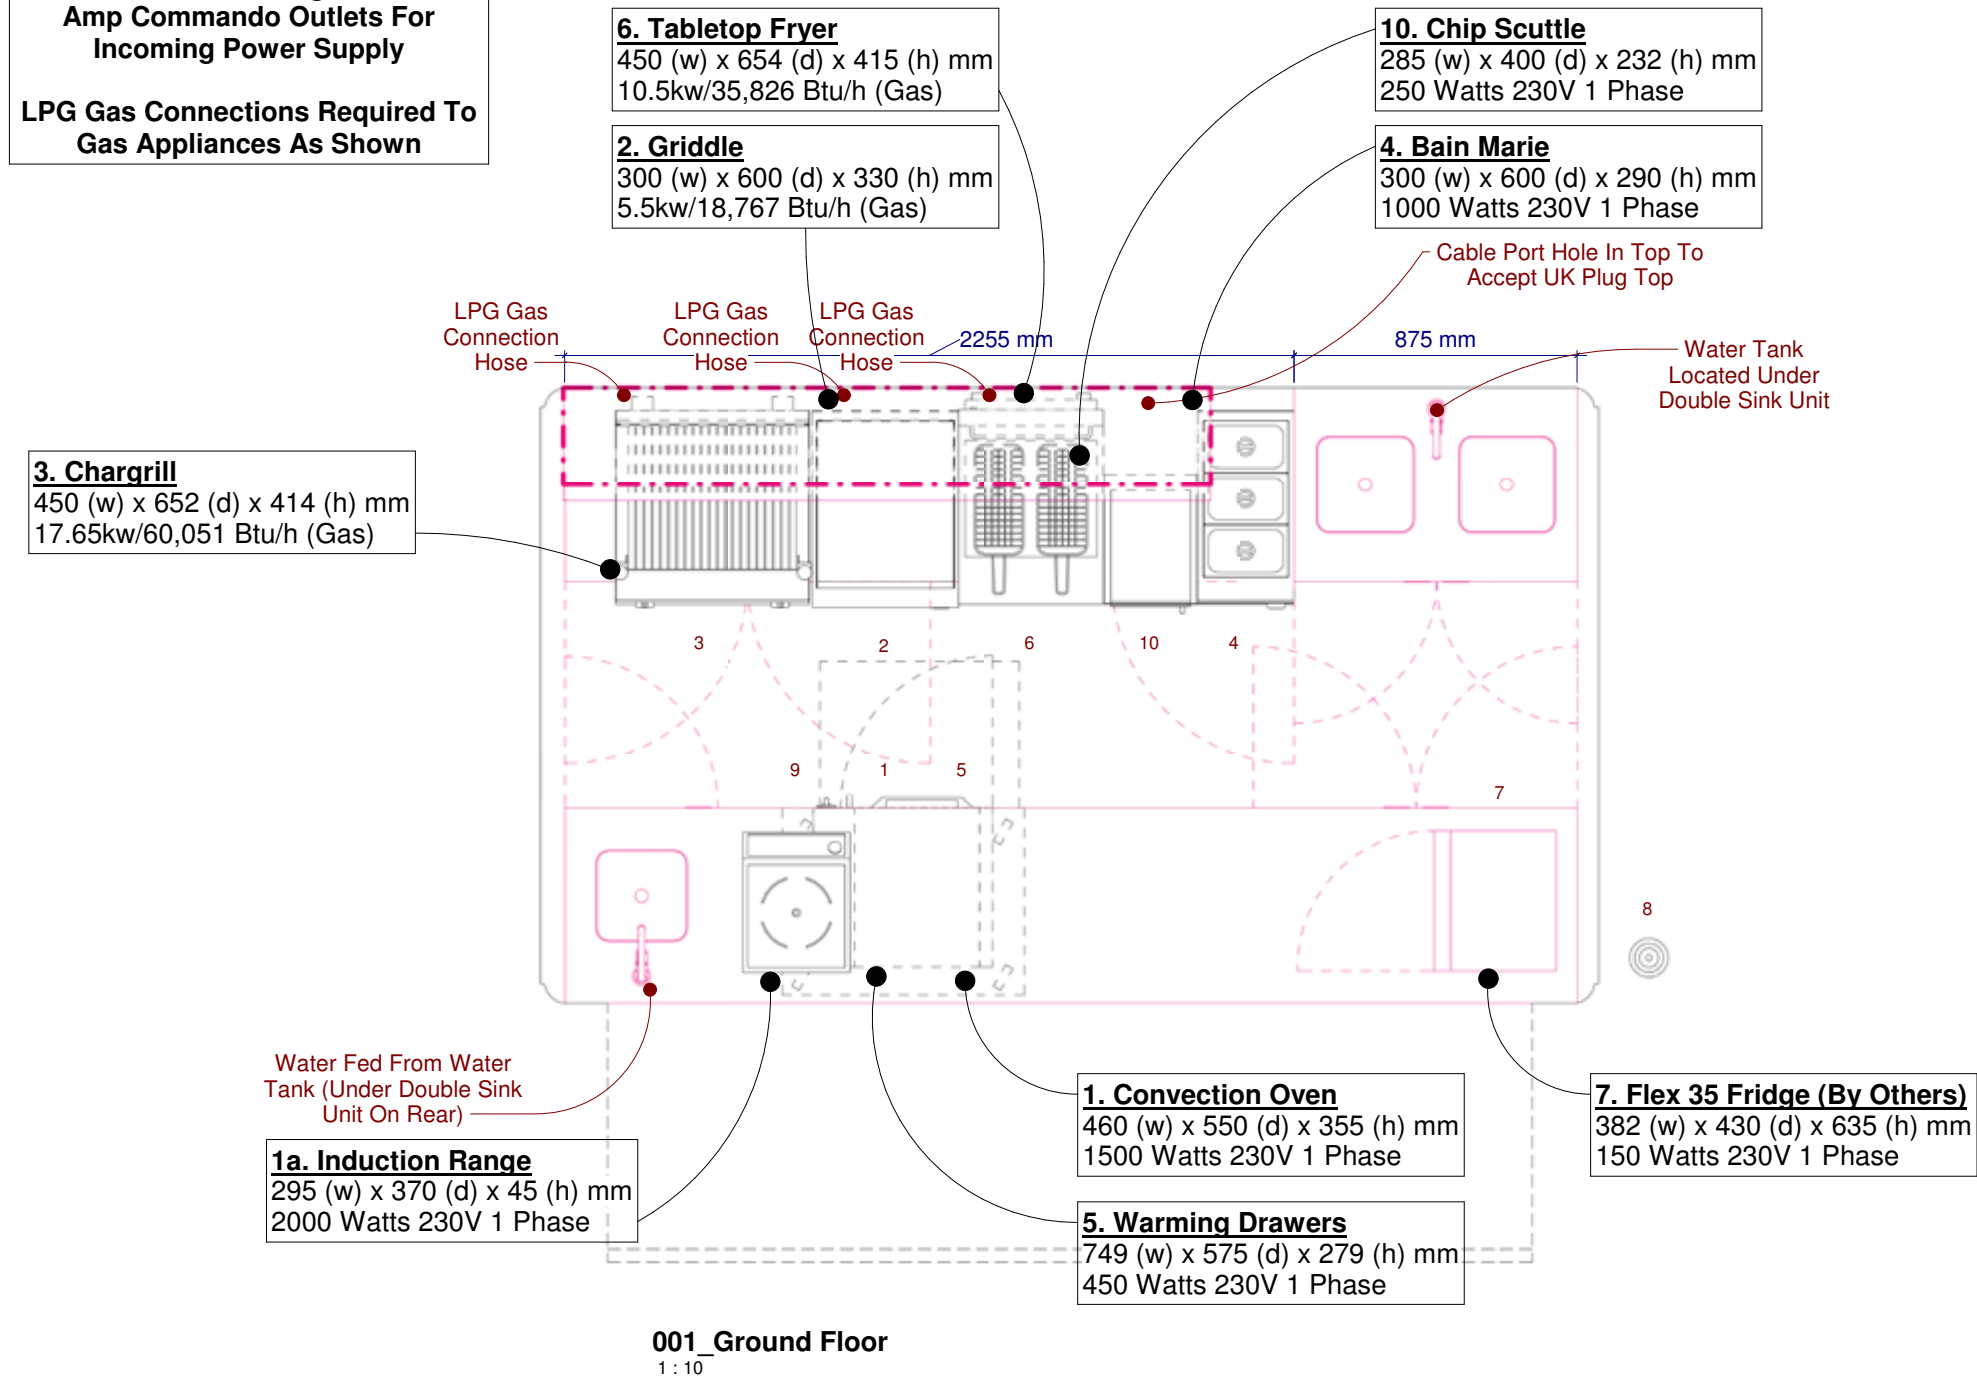 Amp Commando Outlets For
Incoming Power Supply
LPG Gas Connections Required To
Gas Appliances As Shown
6. Tabletop Fryer
450 (w) x 654 (d) x 415 (h) mm
10.5kw/35,826 Btu/h (Gas)
10. Chip Scuttle
285 (w) x 400 (d) x 232 (h) mm
250 Watts 230V 1 Phase
2. Griddle
300 (w) x 600 (d) x 330 (h) mm
5.5kw/18,767 Btu/h (Gas)
4. Bain Marie
300 (w) x 600 (d) x 290 (h) mm
1000 Watts 230V 1 Phase
Cable Port Hole In Top To
Accept UK Plug Top
LPG Gas
Connection
Hose
LPG Gas
Connection
Hose
LPG Gas
Connection
Hose
2255 mm
875 mm
Water Tank
Located Under
Double Sink Unit
3. Chargrill
450 (w) x 652 (d) x 414 (h) mm
17.65kw/60,051 Btu/h (Gas)
3
2
6
10
4
9
1
5
7
8
Water Fed From Water
Tank (Under Double Sink
Unit On Rear)
1a. Induction Range
295 (w) x 370 (d) x 45 (h) mm
2000 Watts 230V 1 Phase
1. Convection Oven
460 (w) x 550 (d) x 355 (h) mm
1500 Watts 230V 1 Phase
7. Flex 35 Fridge (By Others)
382 (w) x 430 (d) x 635 (h) mm
150 Watts 230V 1 Phase
5. Warming Drawers
749 (w) x 575 (d) x 279 (h) mm
450 Watts 230V 1 Phase
001_Ground Floor
1 : 10